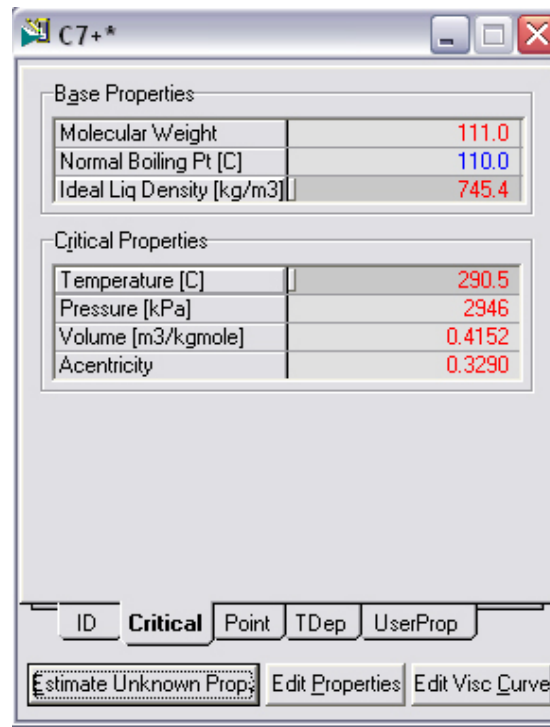 C7+*
Base Properties
Molecular Weight 111.0
Normal Boiling Pt [C] 110.0
Ideal Liq Density [kg/m3] 745.4
Critical Properties
Temperature [C] 290.5
Pressure [kPa] 2946
Volume [m3/kgmole] 0.4152
Acentricity 0.3290
ID Critical Point TDep UserProp
Estimate Unknown Prop. Edit Properties Edit Visc Curve